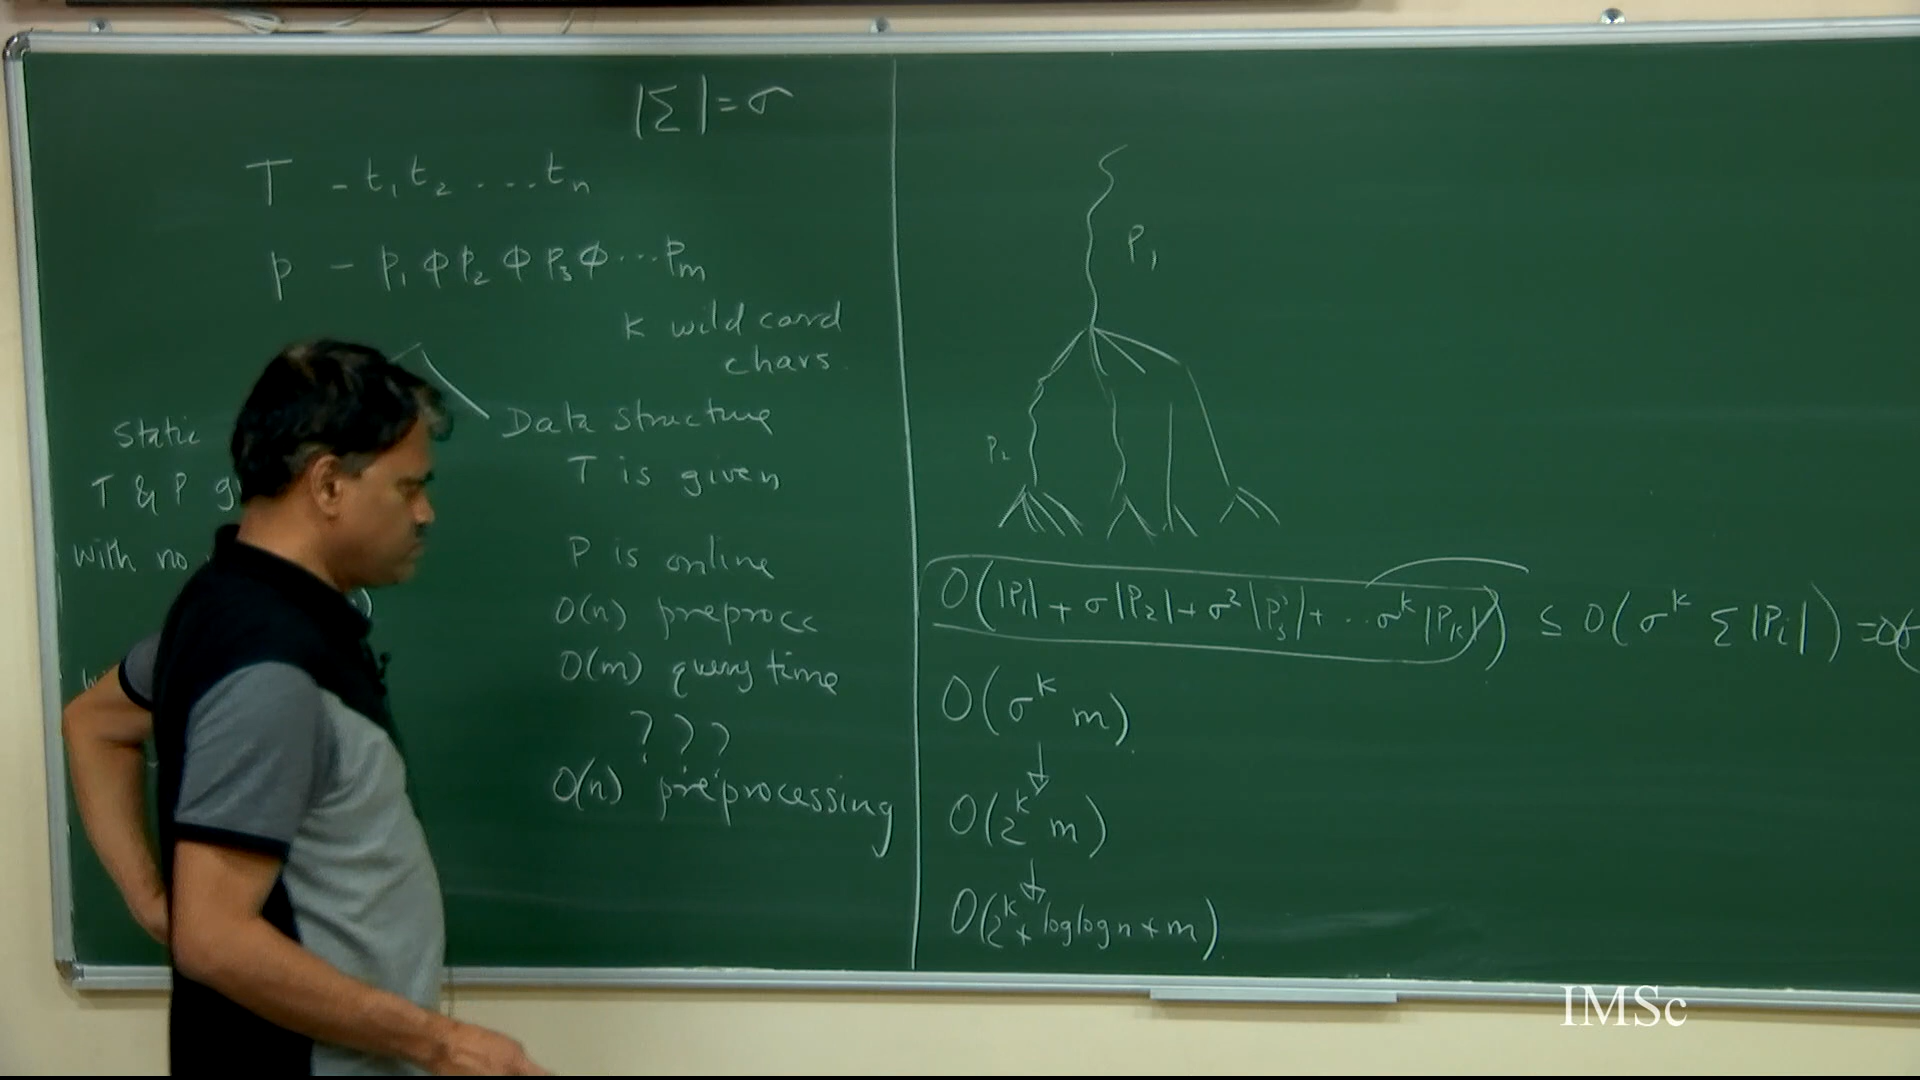 |Σ| = σ
T - t₁ t₂ .... tₙ
p - P₁ ϕ P₂ ϕ P₃ ϕ ... Pₘ
K wild card
chars.
Static
T & P
with no
Data structure
T is given
P is online
O(n) preprocc
O(m) query time
? ? ?
O(n) preprocessing
P₁
P₂
O(|P₁| + σ|P₂| + σ²|P₃| + ... σᵏ|Pₖ|) ≤ O(σᵏ Σ|Pᵢ|) =
O(σᵏ m).
↓
O(2ᵏ m)
↓
O(2ᵏ * loglog n + m).
IMSc